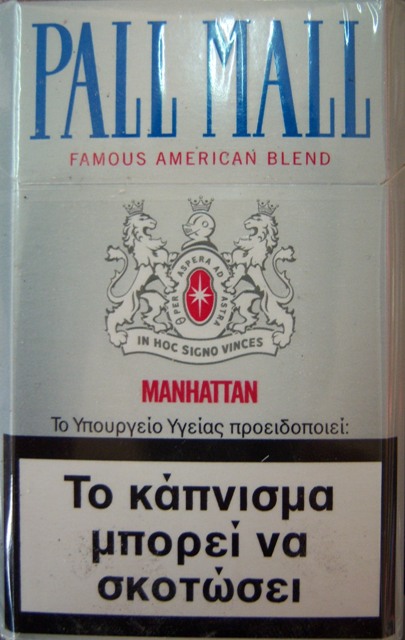 PALL MALL
FAMOUS AMERICAN BLEND
PER ASPERA AD ASTRA
IN HOC SIGNO VINCES
MANHATTAN
Το Υπουργείο Υγείας προειδοποιεί:
Το κάπνισμα
μπορεί να
σκοτώσει